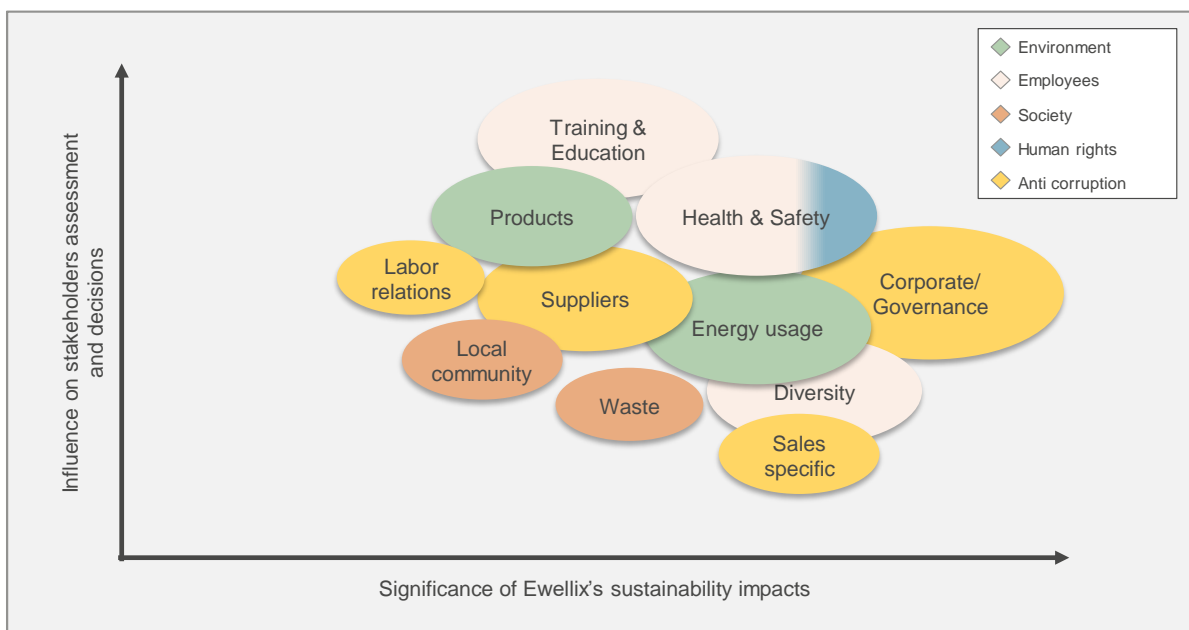 Environment
Employees
Society
Human rights
Anti corruption
Influence on stakeholders assessment
and decisions
Training &
Education
Products
Health & Safety
Labor
relations
Suppliers
Corporate/
Governance
Energy usage
Local
community
Waste
Diversity
Sales
specific
Significance of Ewellix's sustainability impacts